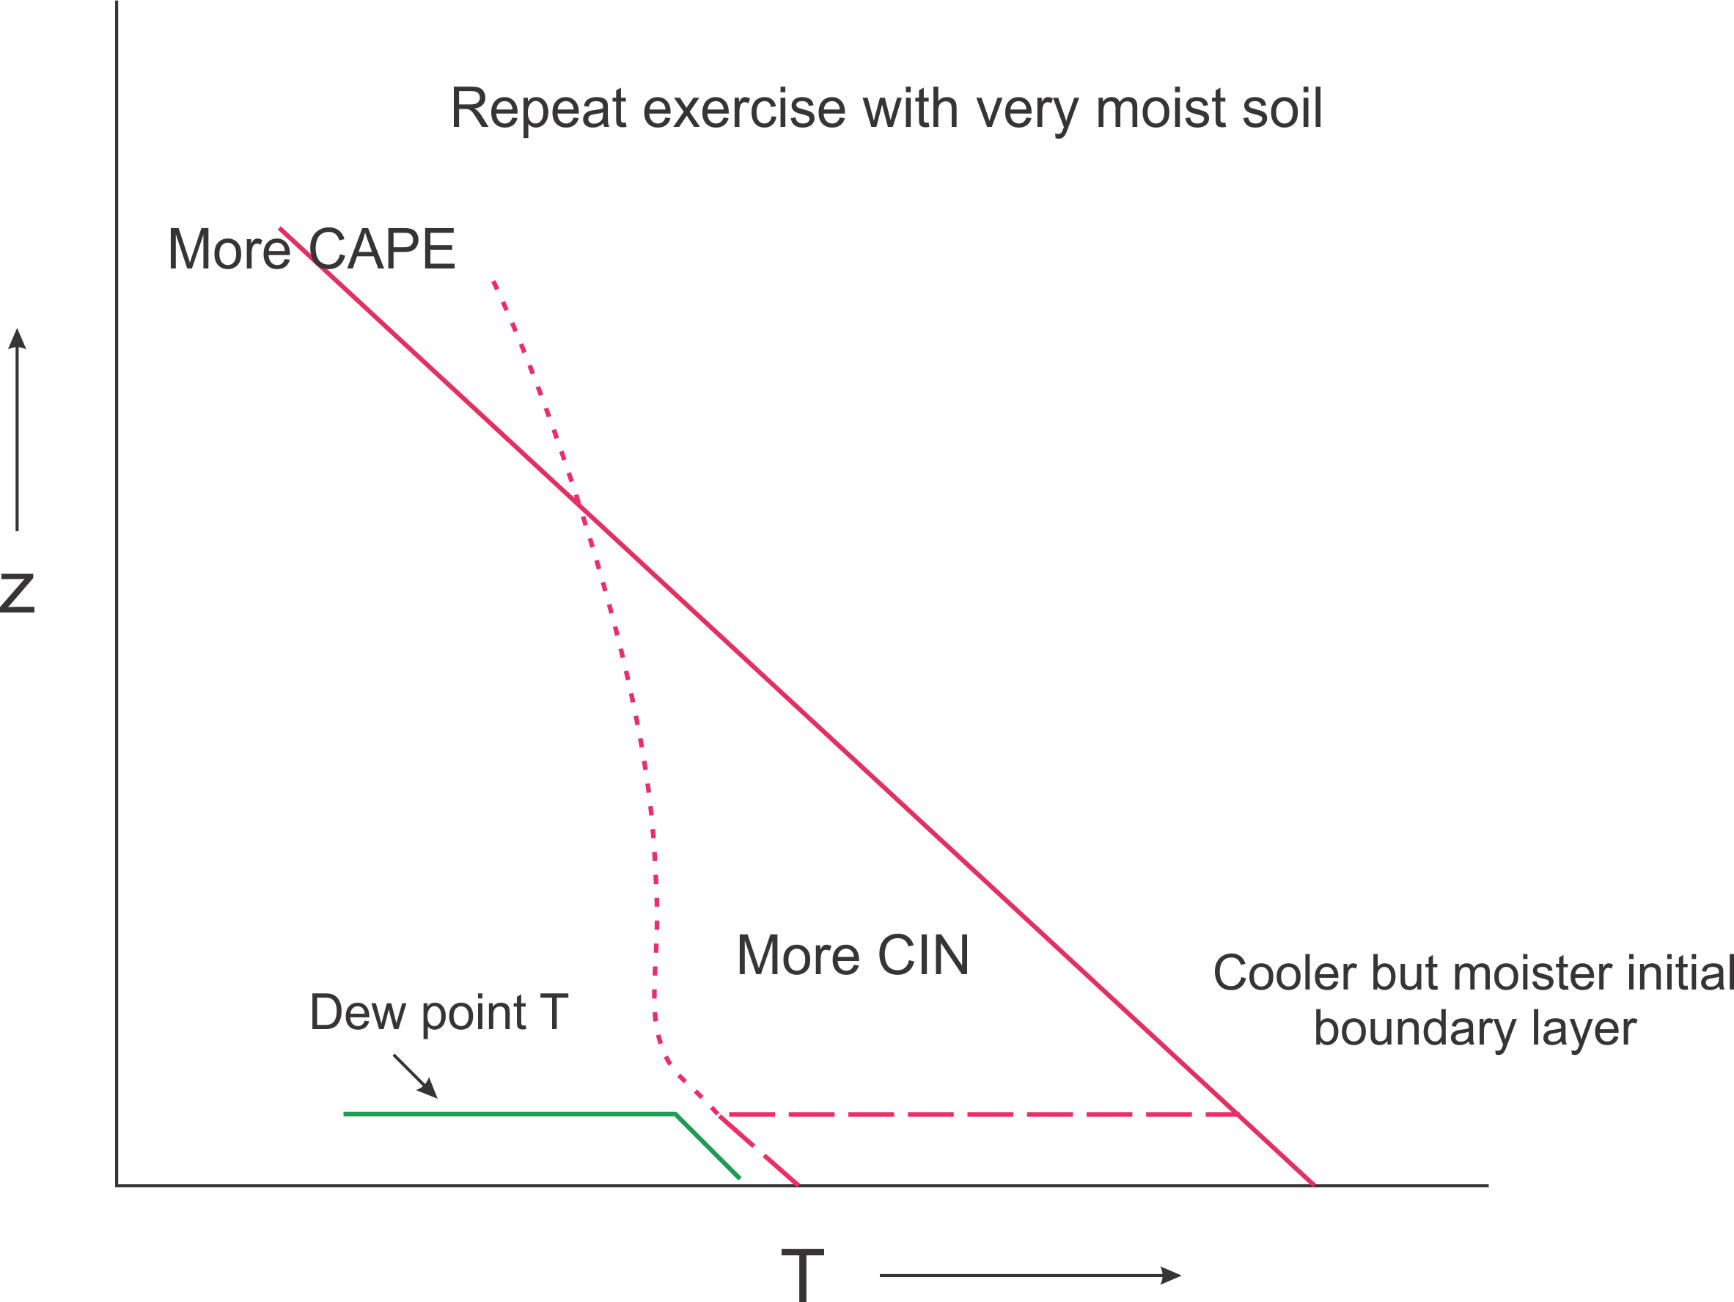 Repeat exercise with very moist soil
More CAPE
z
More CIN
Cooler but moister initial
boundary layer
Dew point T
T